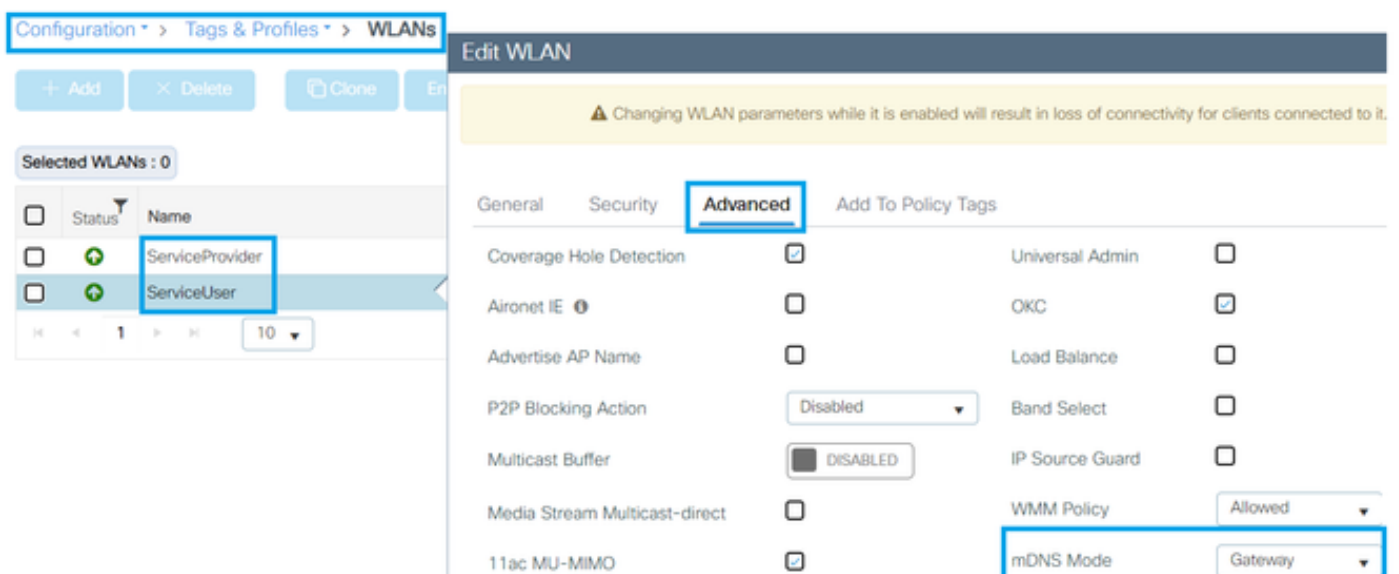 Configuration > Tags & Profiles > WLANs
+ Add × Delete Clone En
Selected WLANs : 0
Status Name
ServiceProvider
ServiceUser
1 10
Edit WLAN
Changing WLAN parameters while it is enabled will result in loss of connectivity for clients connected to it.
General Security Advanced Add To Policy Tags
Coverage Hole Detection Universal Admin
Aironet IE OKC
Advertise AP Name Load Balance
P2P Blocking Action Disabled Band Select
Multicast Buffer DISABLED IP Source Guard
Media Stream Multicast-direct WMM Policy Allowed
11ac MU-MIMO mDNS Mode Gateway